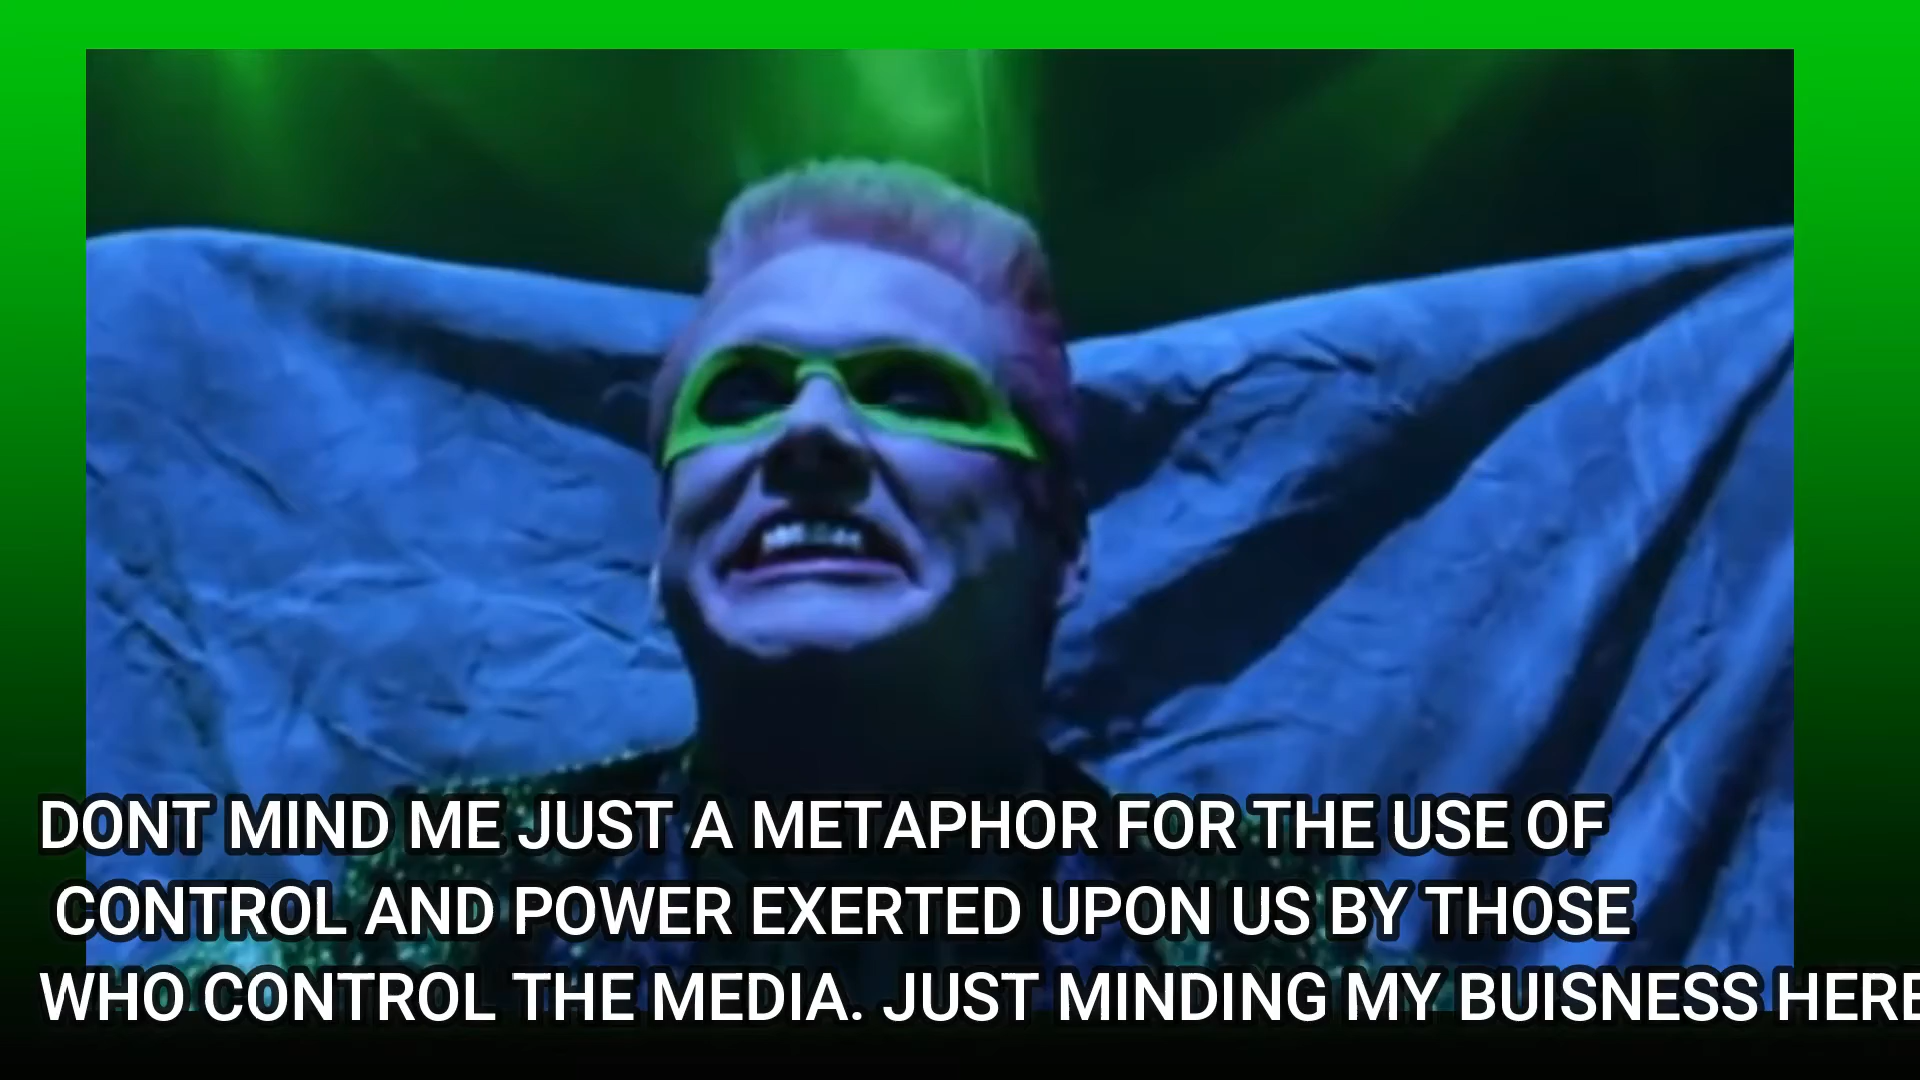 DONT MIND ME JUST A METAPHOR FOR THE USE OF
CONTROL AND POWER EXERTED UPON US BY THOSE
WHO CONTROL THE MEDIA. JUST MINDING MY BUISNESS HERE